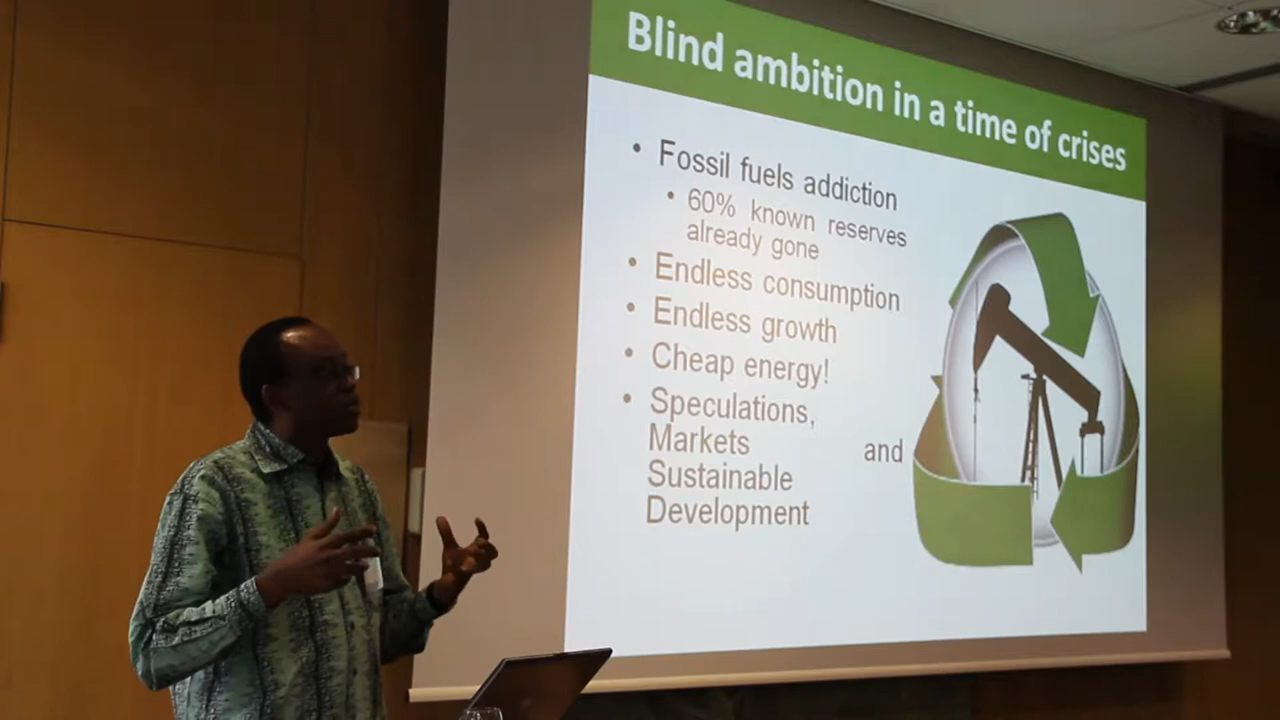 Blind ambition in a time of crises
• Fossil fuels addiction
• 60% known reserves
already gone
• Endless consumption
• Endless growth
• Cheap energy!
• Speculations,
Markets and
Sustainable
Development